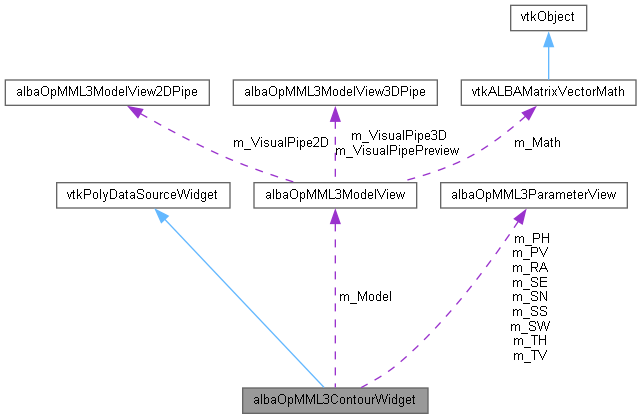 vtkObject
albaOpMML3ModelView2DPipe
albaOpMML3ModelView3DPipe
vtkALBAMatrixVectorMath
m_VisualPipe2D
m_VisualPipe3D
m_VisualPipePreview
m_Math
vtkPolyDataSourceWidget
albaOpMML3ModelView
albaOpMML3ParameterView
m_Model
m_PH
m_PV
m_RA
m_SE
m_SN
m_SS
m_SW
m_TH
m_TV
albaOpMML3ContourWidget